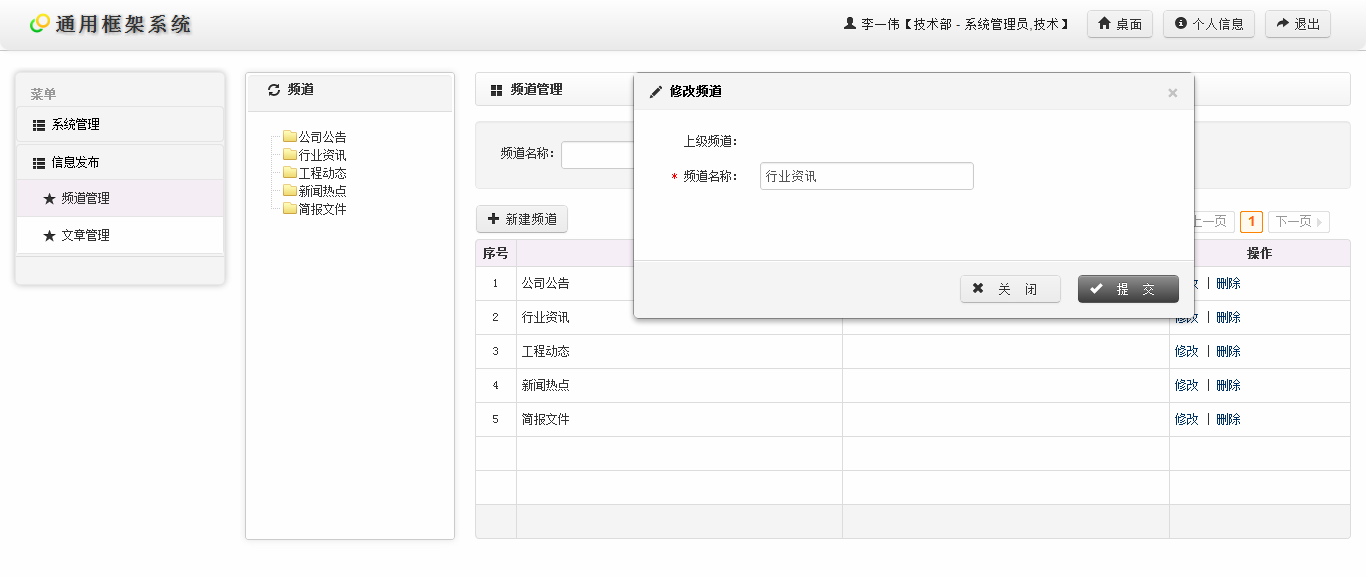 通用框架系统
李一伟【技术部 - 系统管理员,技术】
桌面
个人信息
退出
菜单
系统管理
信息发布
频道管理
文章管理
频道
公司公告
行业资讯
工程动态
新闻热点
简报文件
频道管理
频道名称:
新建频道
上一页 1 下一页
序号 操作
1 公司公告 修改 | 删除
2 行业资讯 修改 | 删除
3 工程动态 修改 | 删除
4 新闻热点 修改 | 删除
5 简报文件 修改 | 删除
修改频道 ×
上级频道:
* 频道名称: 行业资讯
关 闭
提 交